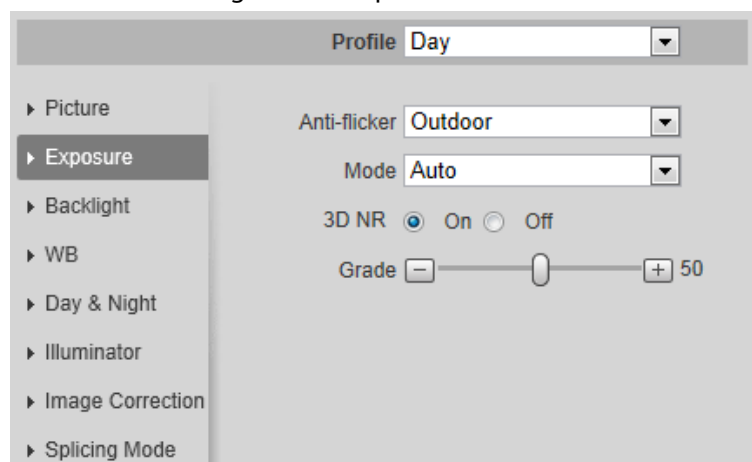 Profile Day
Picture
Exposure
Backlight
WB
Day & Night
Illuminator
Image Correction
Splicing Mode
Anti-flicker Outdoor
Mode Auto
3D NR On Off
Grade 50